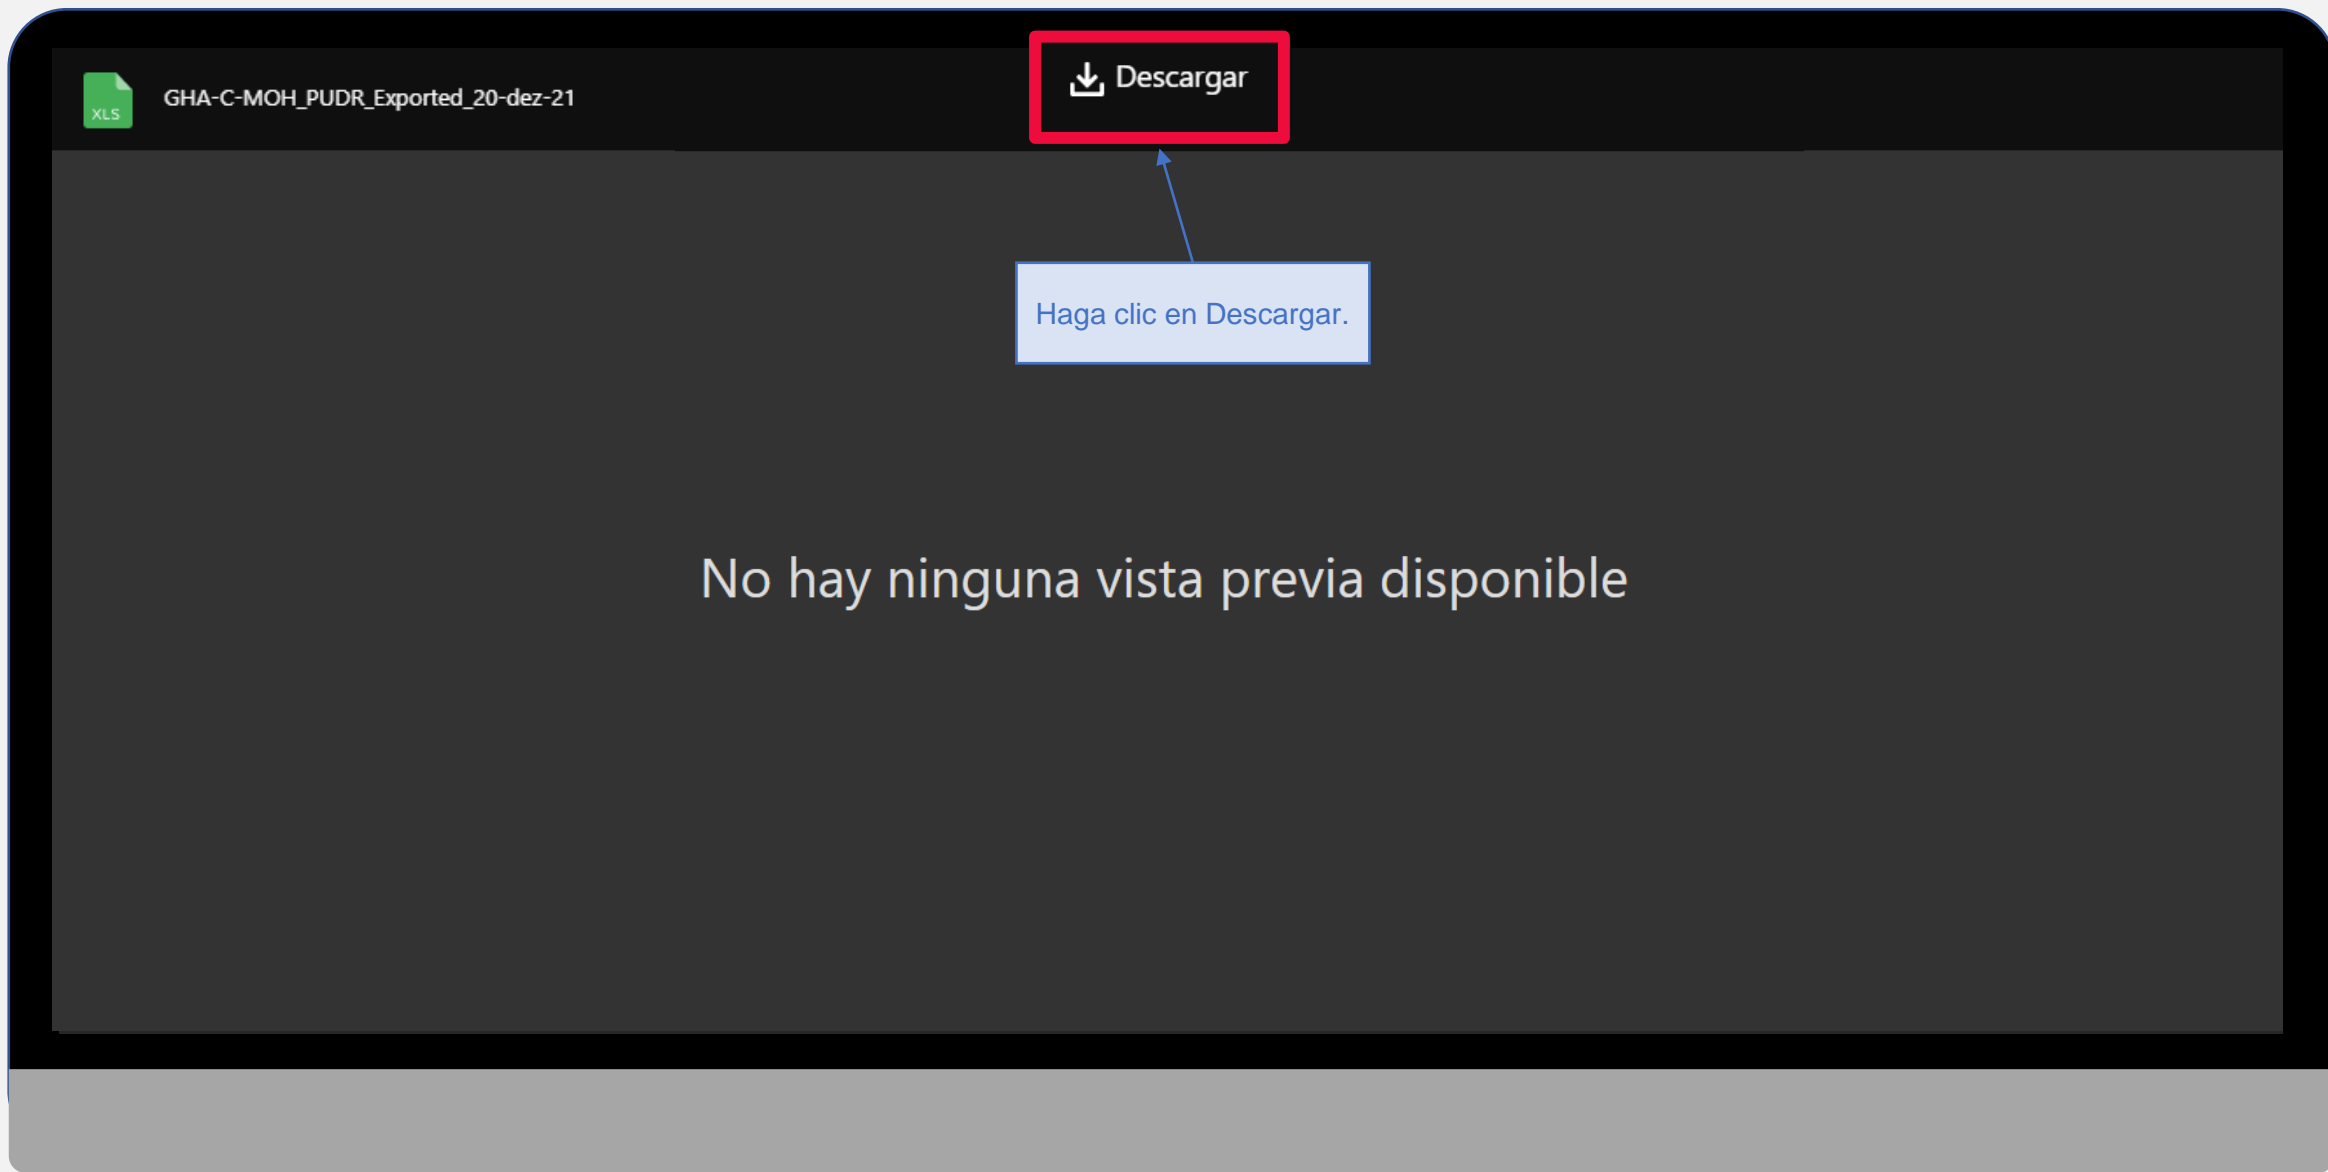 XLS
GHA-C-MOH_PUDR_Exported_20-dez-21
Descargar
Haga clic en Descargar.
No hay ninguna vista previa disponible